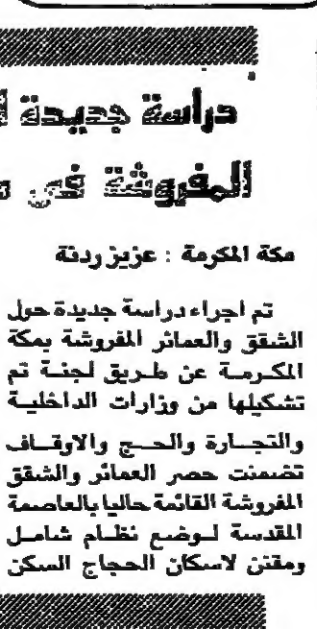 دراسة جديدة
المفروشة فى
مكة المكرمة : عزيز ردنة
تم اجراء دراسة جديدة حول
الشقق والعمائر المفروشة بمكة
المكرمة عن طريق لجنة تم
تشكيلها من وزارات الداخلية
والتجارة والحج والاوقاف
تضمنت حصر العمائر والشقق
المفروشة القائمة حاليا بالعاصمة
المقدسة لوضع نظام شامل
ومقنن لاسكان الحجاج السكن